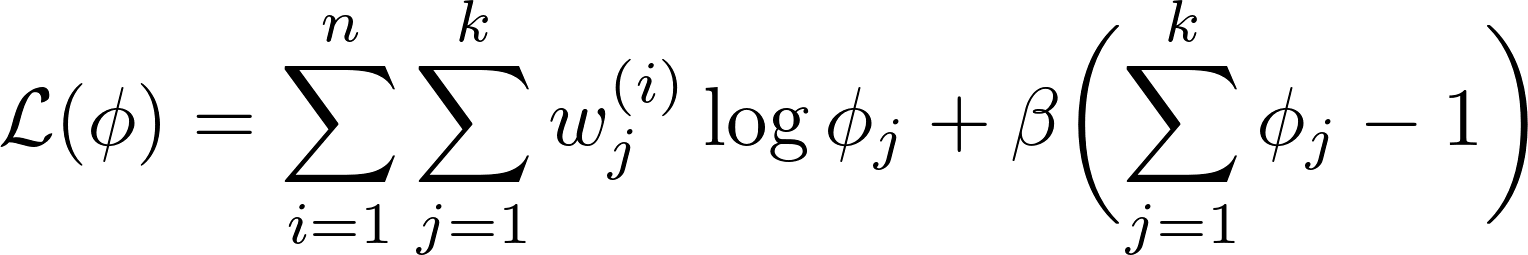 $\mathcal{L}(\phi) = \sum_{i=1}^{n} \sum_{j=1}^{k} w_j^{(i)} \log \phi_j + \beta \left( \sum_{j=1}^{k} \phi_j - 1 \right)$